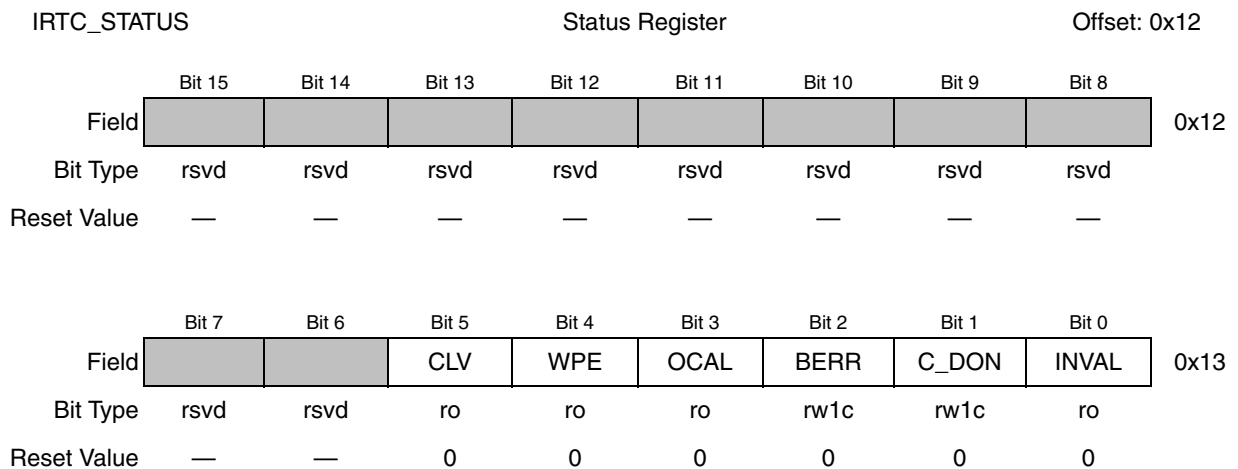 IRTC_STATUS Status Register Offset: 0x12
Bit 15 Bit 14 Bit 13 Bit 12 Bit 11 Bit 10 Bit 9 Bit 8
Field 0x12
Bit Type rsvd rsvd rsvd rsvd rsvd rsvd rsvd rsvd
Reset Value — — — — — — — —
Bit 7 Bit 6 Bit 5 Bit 4 Bit 3 Bit 2 Bit 1 Bit 0
Field CLV WPE OCAL BERR C_DON INVAL 0x13
Bit Type rsvd rsvd ro ro ro rw1c rw1c ro
Reset Value — — 0 0 0 0 0 0